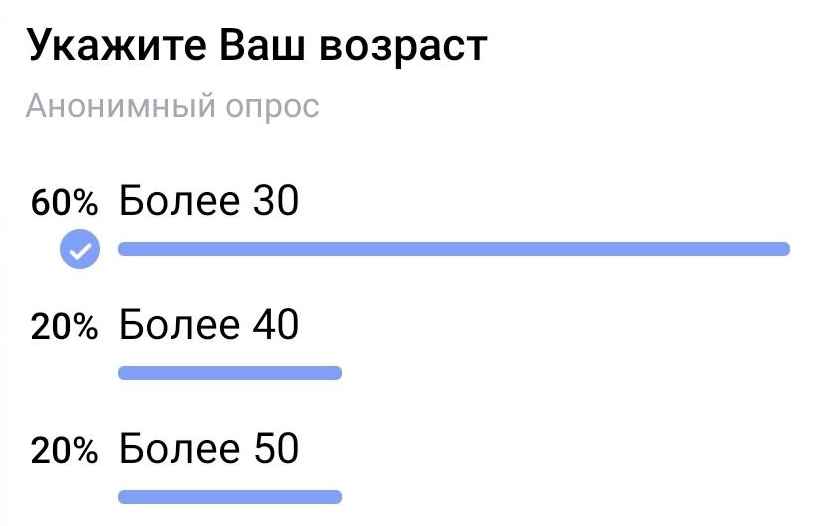 Укажите Ваш возраст
Анонимный опрос
60% Более 30
20% Более 40
20% Более 50